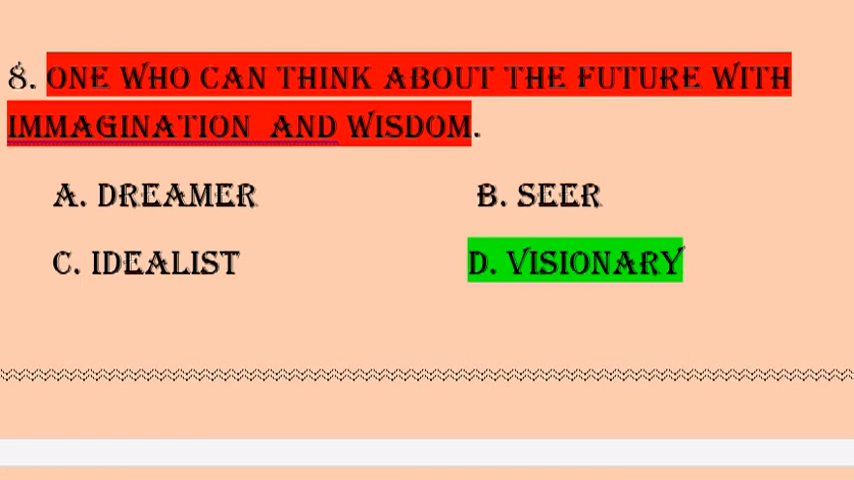 8. ONE WHO CAN THINK ABOUT THE FUTURE WITH
IMMAGINATION AND WISDOM.
A. DREAMER
B. SEER
C. IDEALIST
D. VISIONARY